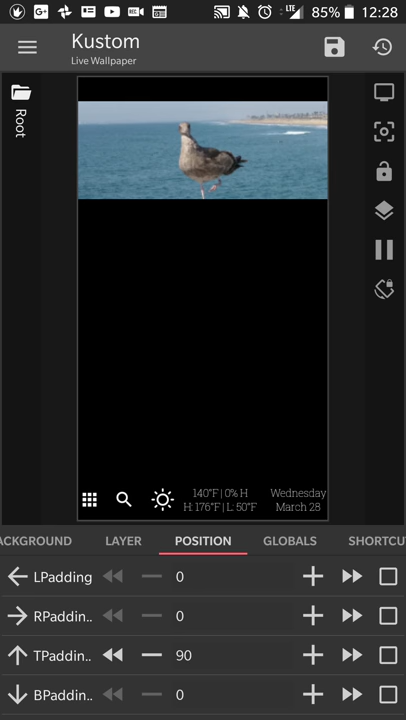 LTE 85% 12:28
Kustom
Live Wallpaper
Root
140°F | 0% H
H: 176°F | L: 50°F
Wednesday
March 28
ACKGROUND LAYER POSITION GLOBALS SHORTCU
LPadding 0
RPaddin.. 0
TPaddin.. 90
BPaddin.. 0